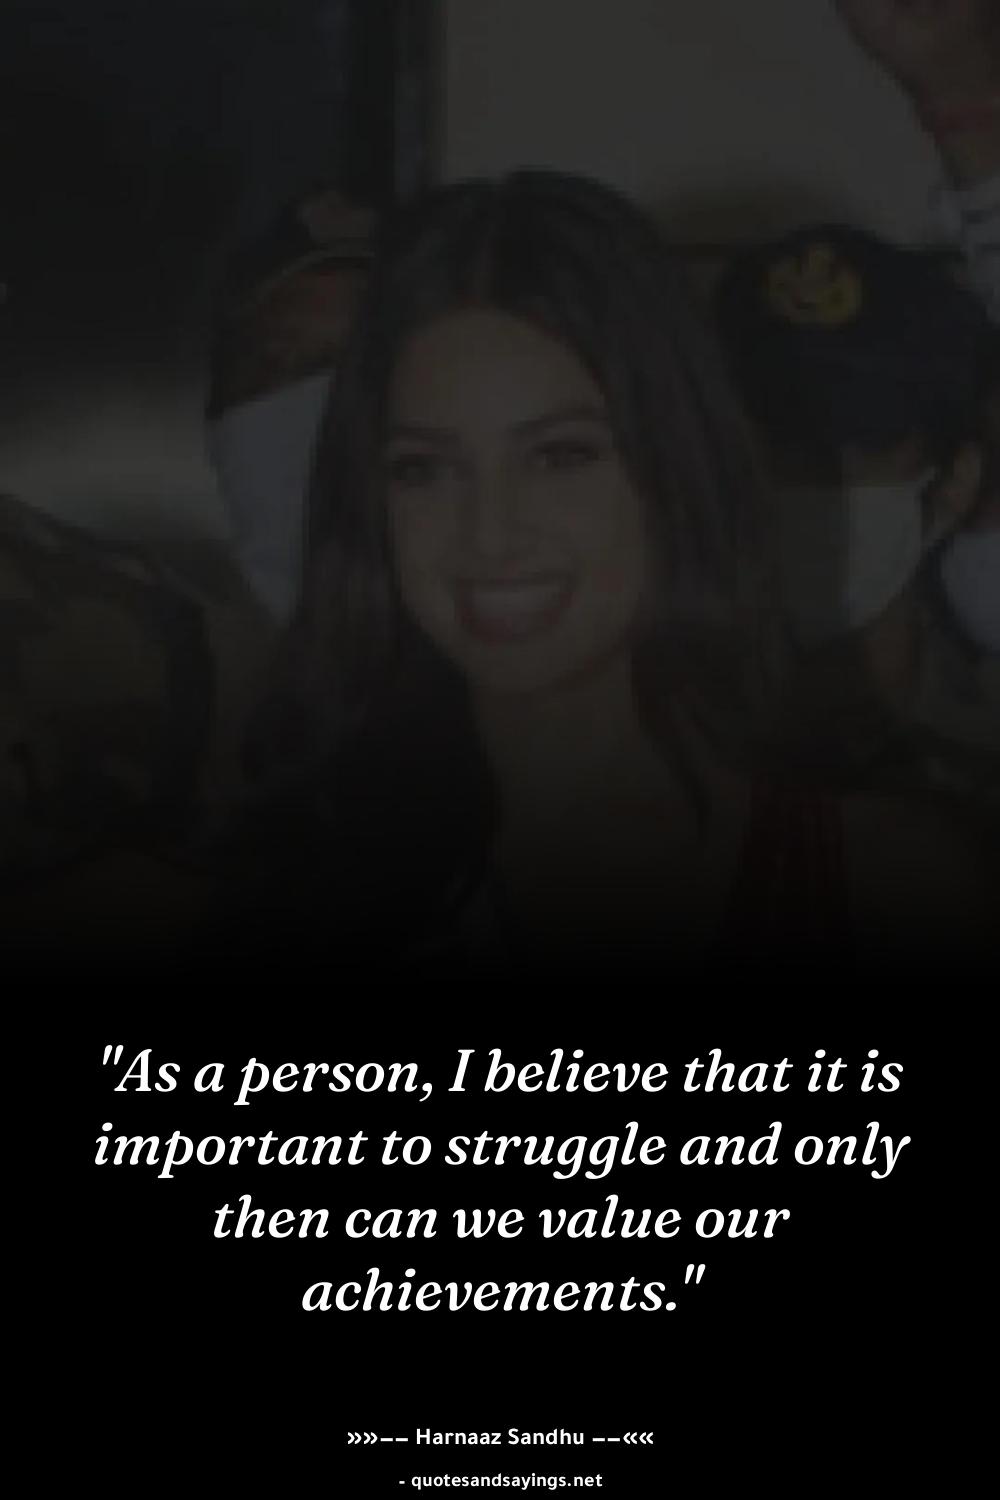 "As a person, I believe that it is
important to struggle and only
then can we value our
achievements."
»»−− Harnaaz Sandhu −−««
- quotesandsayings.net